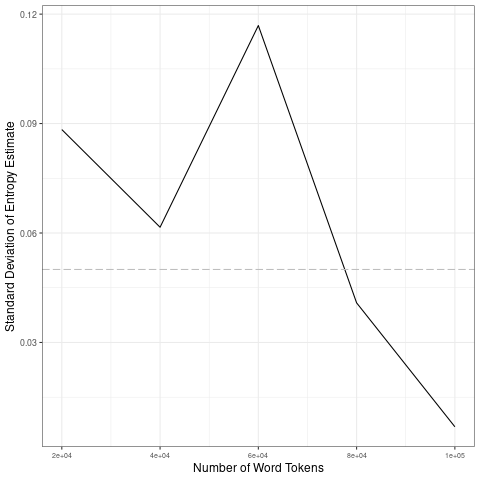 0.12
0.09
0.06
0.03
Standard Deviation of Entropy Estimate
2e+04 4e+04 6e+04 8e+04 1e+05
Number of Word Tokens